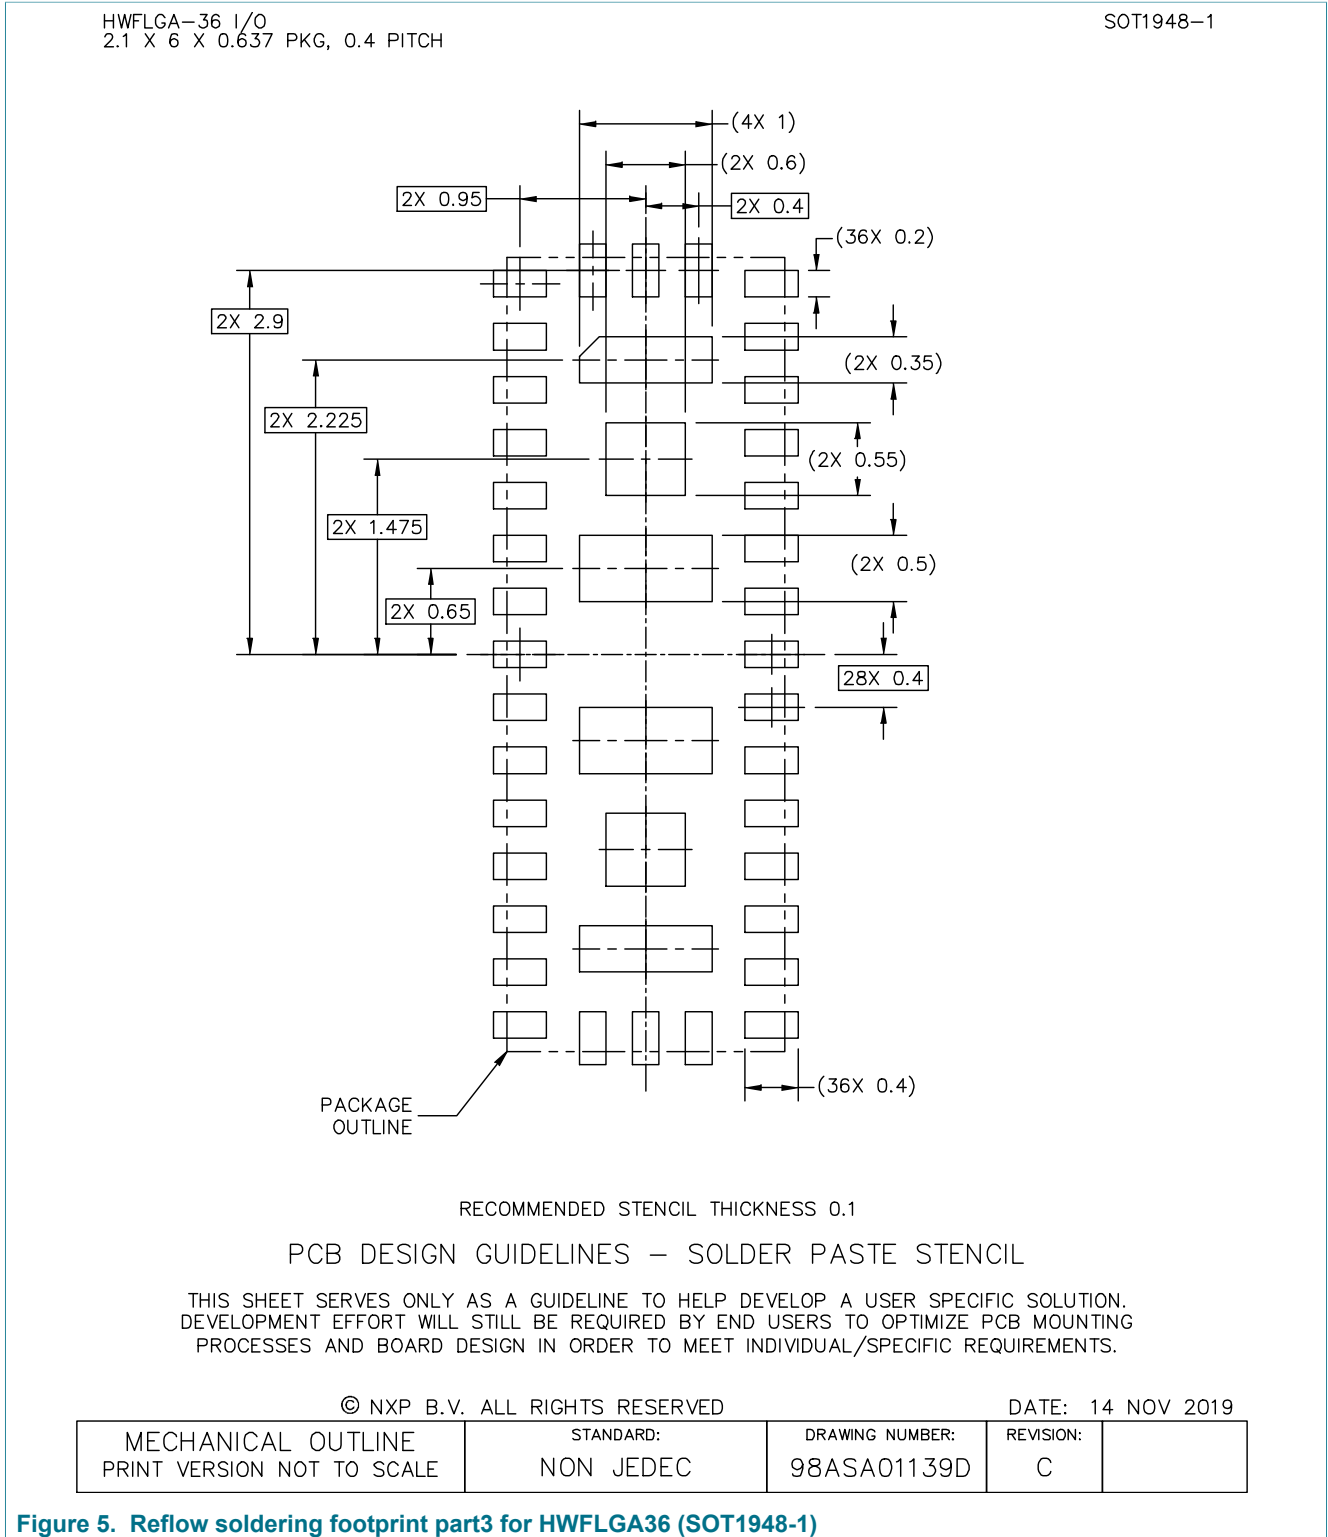 HWFLGA-36 I/O
SOT1948-1
2.1 X 6 X 0.637 PKG, 0.4 PITCH
(4X 1)
(2X 0.6)
2X 0.95
2X 0.4
(36X 0.2)
2X 2.9
(2X 0.35)
2X 2.225
(2X 0.55)
2X 1.475
(2X 0.5)
2X 0.65
28X 0.4
(36X 0.4)
PACKAGE
OUTLINE
RECOMMENDED STENCIL THICKNESS 0.1
PCB DESIGN GUIDELINES – SOLDER PASTE STENCIL
THIS SHEET SERVES ONLY AS A GUIDELINE TO HELP DEVELOP A USER SPECIFIC SOLUTION.
DEVELOPMENT EFFORT WILL STILL BE REQUIRED BY END USERS TO OPTIMIZE PCB MOUNTING
PROCESSES AND BOARD DESIGN IN ORDER TO MEET INDIVIDUAL/SPECIFIC REQUIREMENTS.
© NXP B.V. ALL RIGHTS RESERVED
DATE: 14 NOV 2019
MECHANICAL OUTLINE
PRINT VERSION NOT TO SCALE
STANDARD:
NON JEDEC
DRAWING NUMBER:
98ASA01139D
REVISION:
C
Figure 5. Reflow soldering footprint part3 for HWFLGA36 (SOT1948-1)